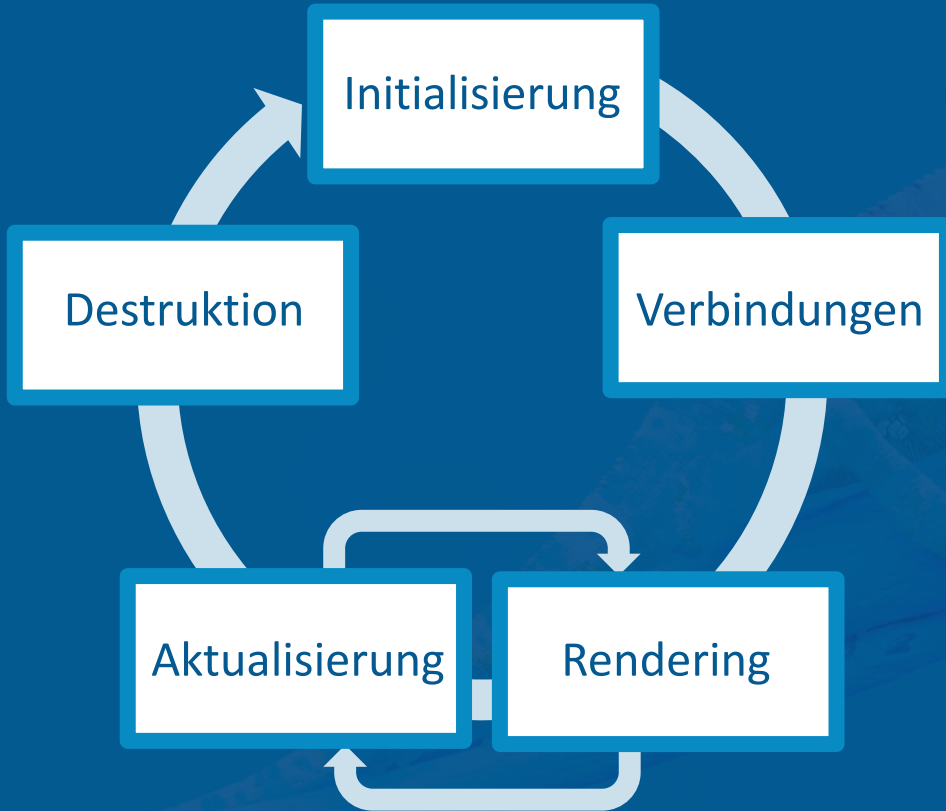 Initialisierung
Destruktion
Verbindungen
Aktualisierung
Rendering